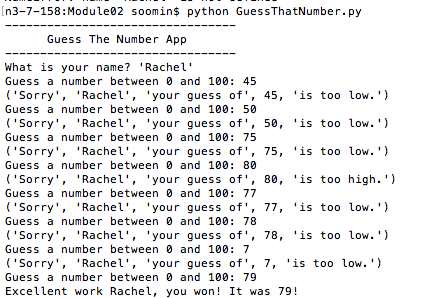 [n3-7-158:Module02 soomin$ python GuessThatNumber.py
---------------------------------
Guess The Number App
---------------------------------
What is your name? 'Rachel'
Guess a number between 0 and 100: 45
('Sorry', 'Rachel', 'your guess of', 45, 'is too low.')
Guess a number between 0 and 100: 50
('Sorry', 'Rachel', 'your guess of', 50, 'is too low.')
Guess a number between 0 and 100: 75
('Sorry', 'Rachel', 'your guess of', 75, 'is too low.')
Guess a number between 0 and 100: 80
('Sorry', 'Rachel', 'your guess of', 80, 'is too high.')
Guess a number between 0 and 100: 77
('Sorry', 'Rachel', 'your guess of', 77, 'is too low.')
Guess a number between 0 and 100: 78
('Sorry', 'Rachel', 'your guess of', 78, 'is too low.')
Guess a number between 0 and 100: 7
('Sorry', 'Rachel', 'your guess of', 7, 'is too low.')
Guess a number between 0 and 100: 79
Excellent work Rachel, you won! It was 79!